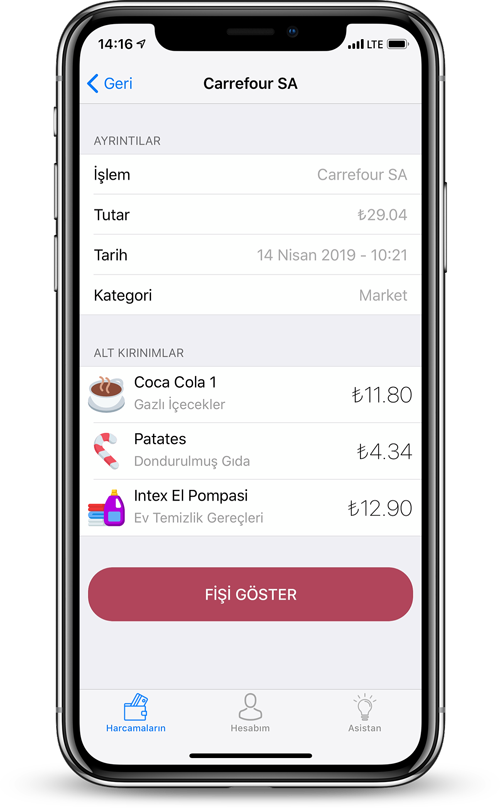 14:16
LTE
Geri
Carrefour SA
AYRINTILAR
İşlem
Carrefour SA
Tutar
₺29.04
Tarih
14 Nisan 2019 - 10:21
Kategori
Market
ALT KIRINIMLAR
Coca Cola 1
Gazlı İçecekler
₺11.80
Patates
Dondurulmuş Gıda
₺4.34
Intex El Pompasi
Ev Temizlik Gereçleri
₺12.90
FİŞİ GÖSTER
Harcamaların
Hesabım
Asistan